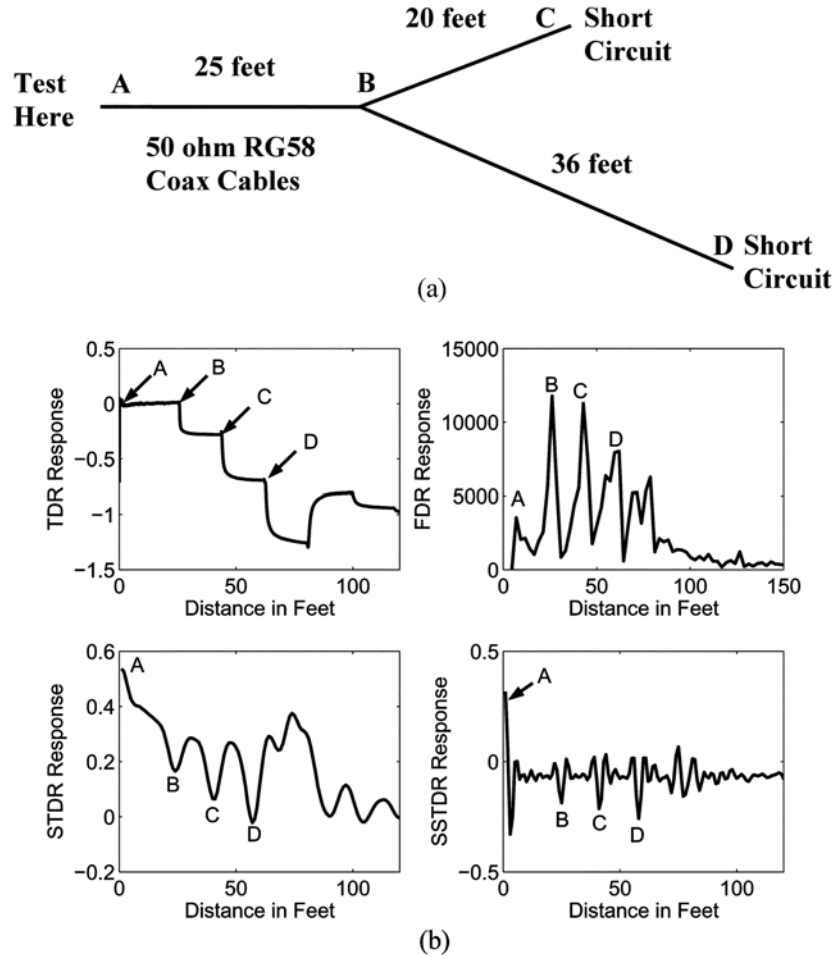 20 feet
C Short
Circuit
25 feet
Test
Here
A
B
50 ohm RG58
Coax Cables
36 feet
D Short
Circuit
(a)
0.5
0
−0.5
−1
−1.5
TDR Response
A
B
C
D
0 50 100
Distance in Feet
15000
10000
5000
0
FDR Response
A
B
C
D
0 50 100 150
Distance in Feet
0.6
0.4
0.2
0
−0.2
STDR Response
A
B
C
D
0 50 100
Distance in Feet
0.5
0
−0.5
SSTDR Response
A
B
C
D
0 50 100
Distance in Feet
(b)